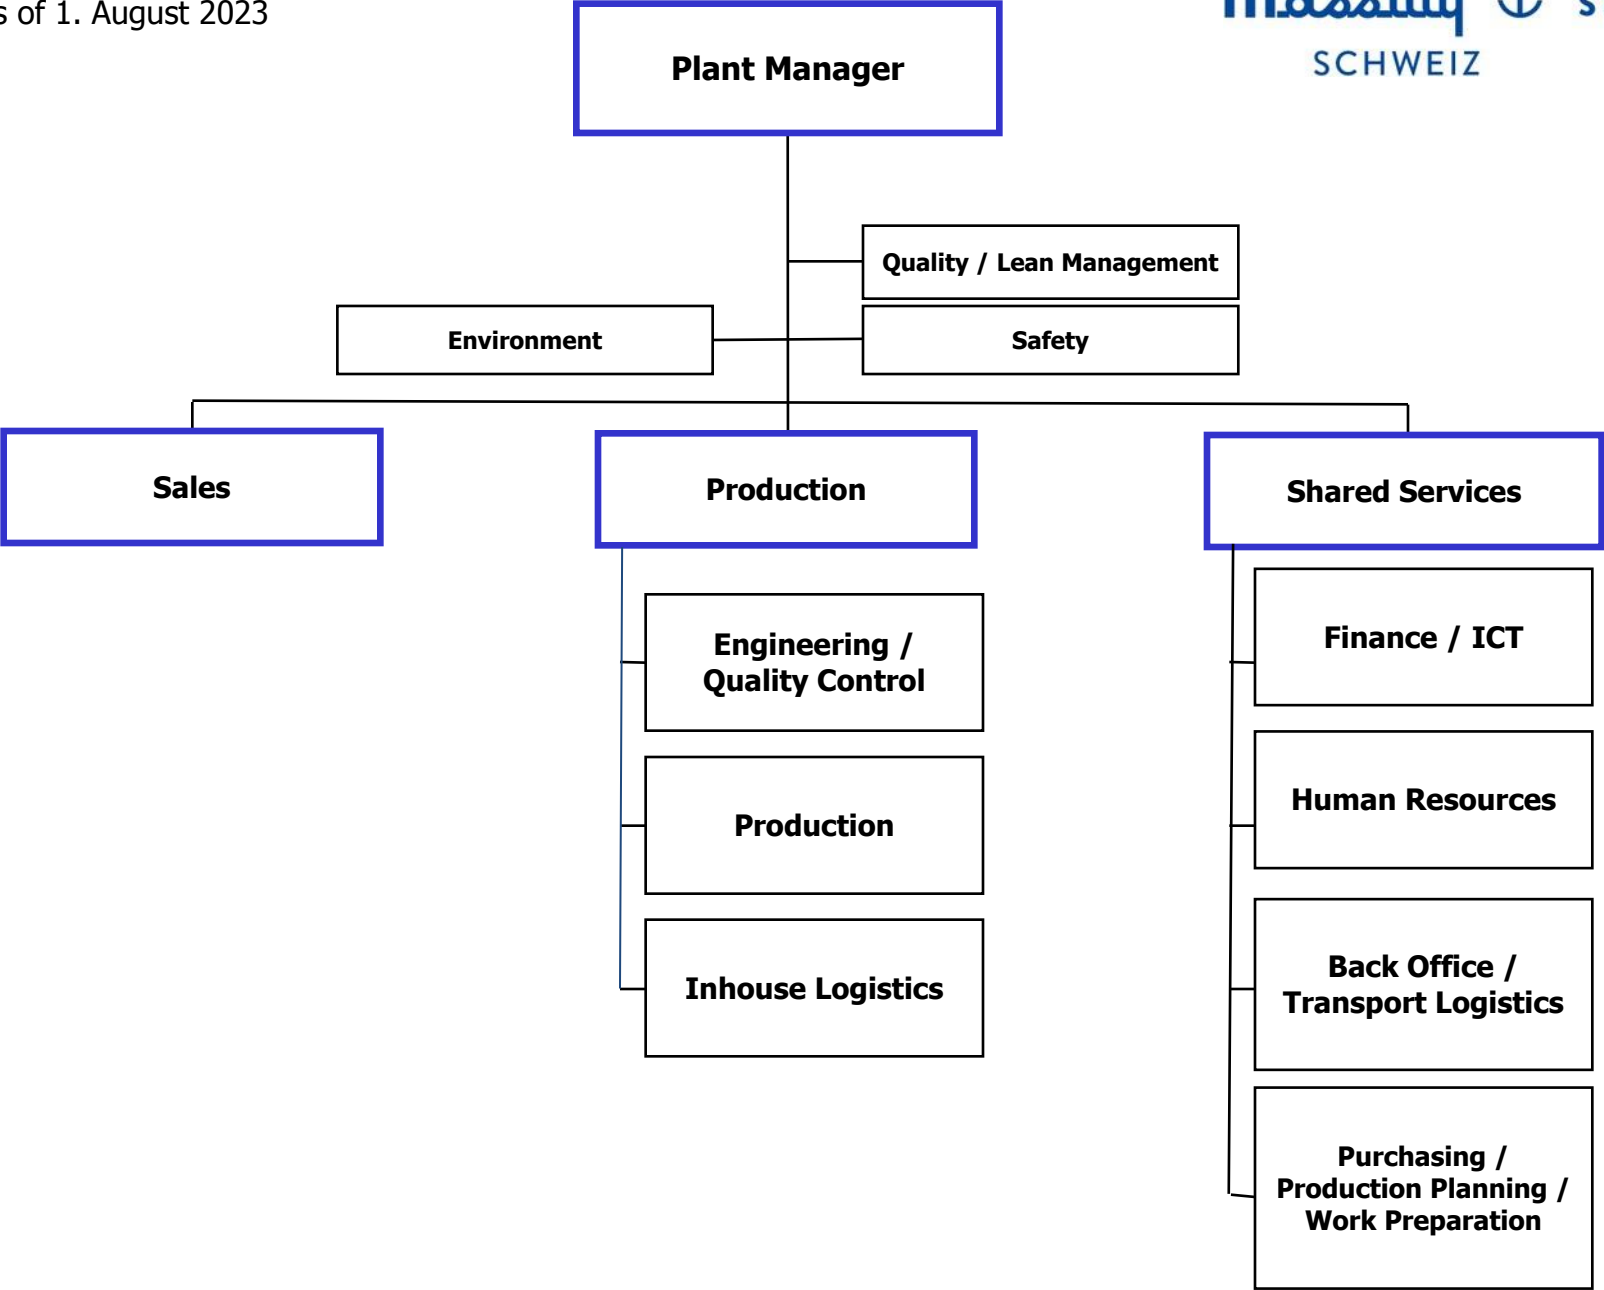 s of 1. August 2023
SCHWEIZ
Plant Manager
Quality / Lean Management
Environment
Safety
Sales
Production
Shared Services
Engineering /
Quality Control
Production
Inhouse Logistics
Finance / ICT
Human Resources
Back Office /
Transport Logistics
Purchasing /
Production Planning /
Work Preparation